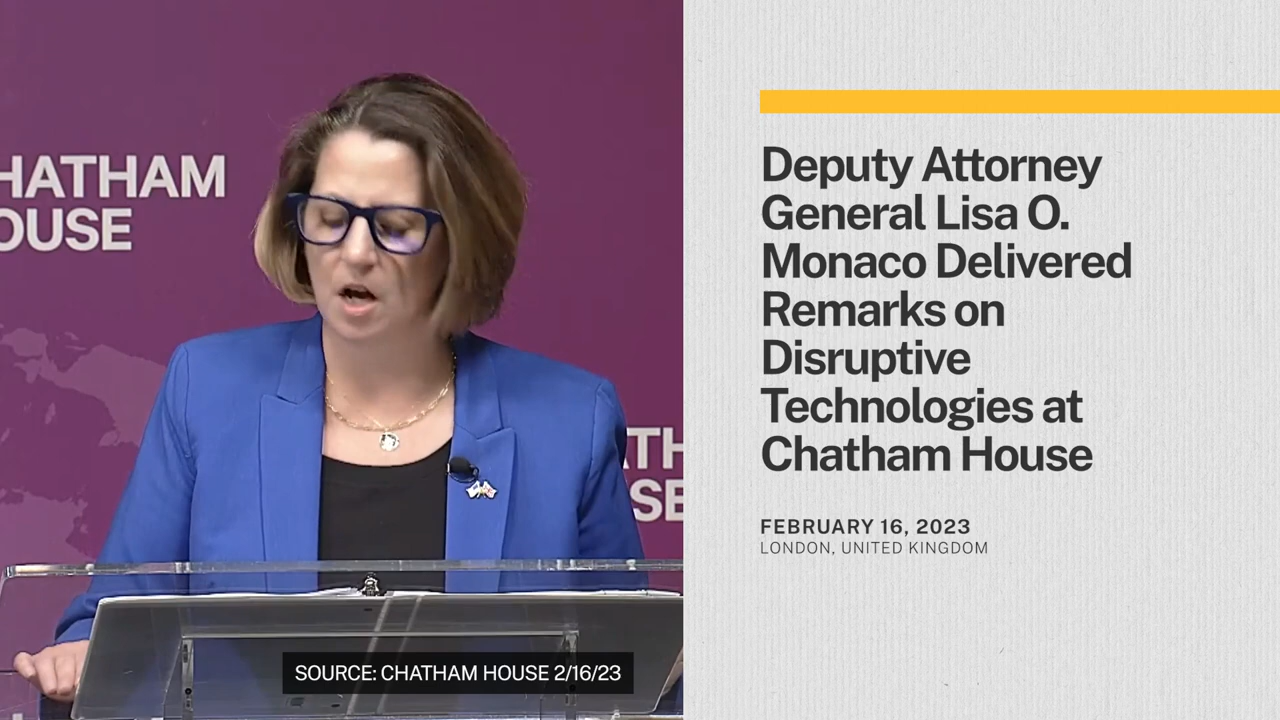 HATHAM
OUSE
ATH
SE
SOURCE: CHATHAM HOUSE 2/16/23
Deputy Attorney
General Lisa O.
Monaco Delivered
Remarks on
Disruptive
Technologies at
Chatham House
FEBRUARY 16, 2023
LONDON, UNITED KINGDOM